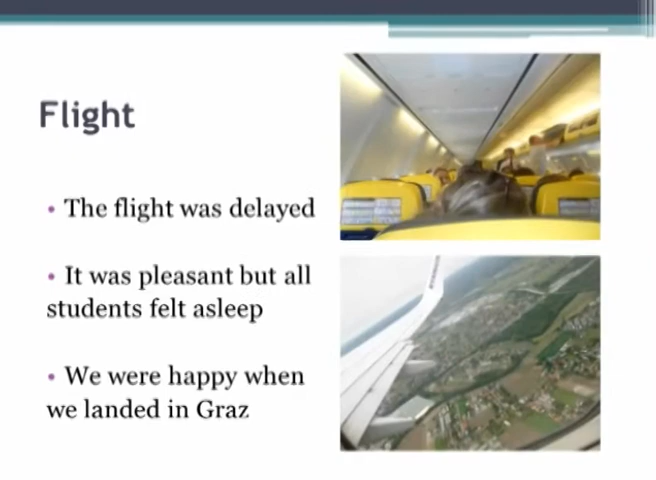 Flight
• The flight was delayed
• It was pleasant but all
students felt asleep
• We were happy when
we landed in Graz